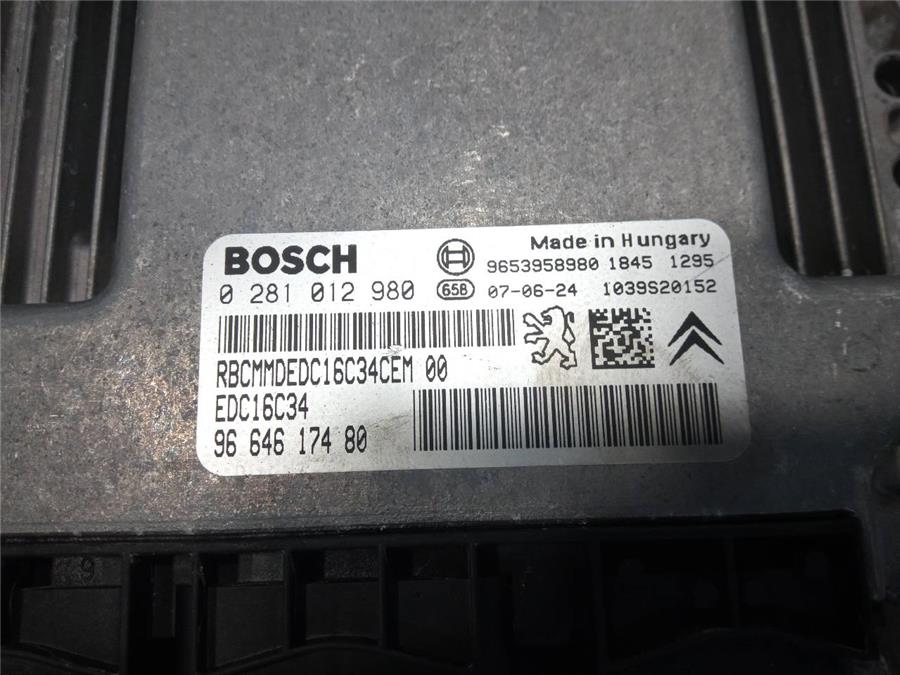 BOSCH
Made in Hungary
9653958980 1845 1295
0 281 012 980
658
07-06-24 1039S20152
RBCMMDEDC16C34CEM 00
EDC16C34
96 646 174 80